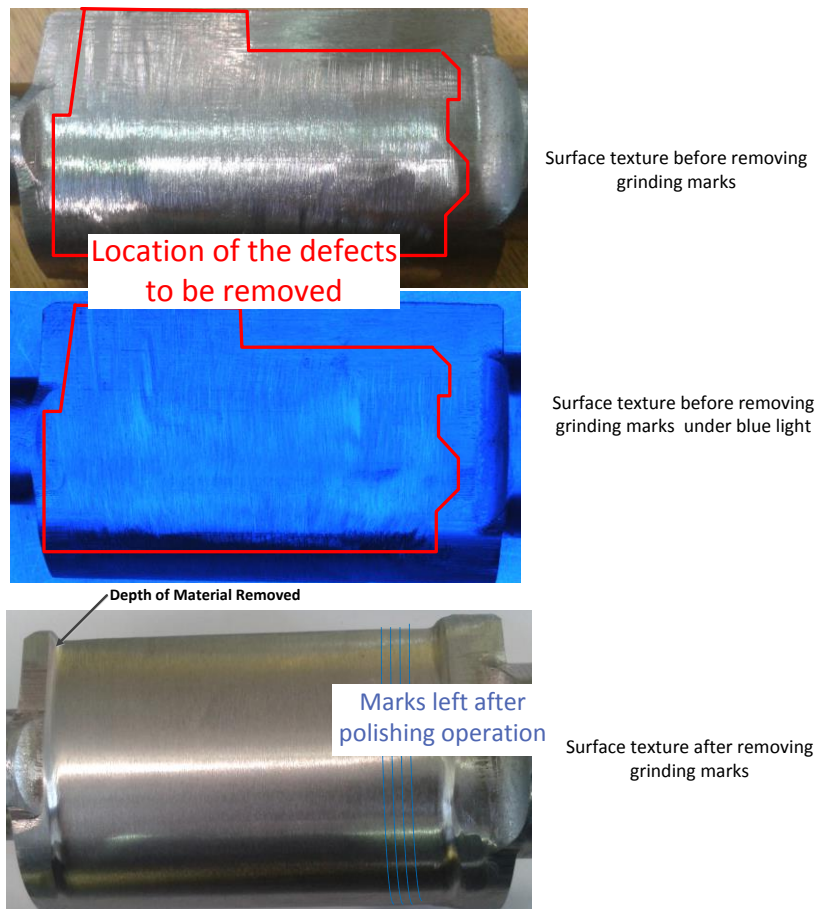 Surface texture before removing
grinding marks
Location of the defects
to be removed
Surface texture before removing
grinding marks under blue light
Depth of Material Removed
Marks left after
polishing operation
Surface texture after removing
grinding marks